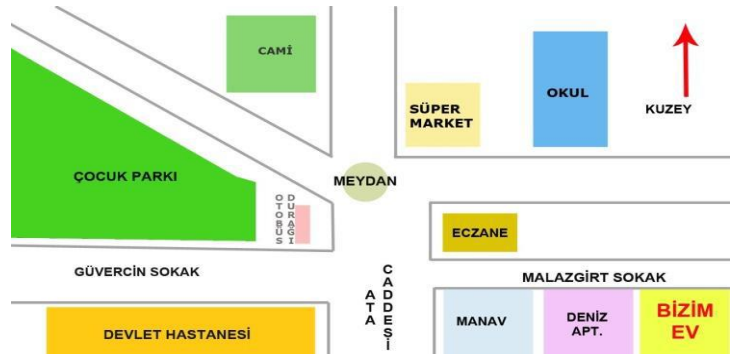 CAMİ
SÜPER
MARKET
OKUL
KUZEY
ÇOCUK PARKI
MEYDAN
OTOBÜS
DURAĞI
ECZANE
GÜVERCİN SOKAK
ATA
CADDESİ
MALAZGİRT SOKAK
DEVLET HASTANESİ
MANAV
DENİZ
APT.
BİZİM
EV